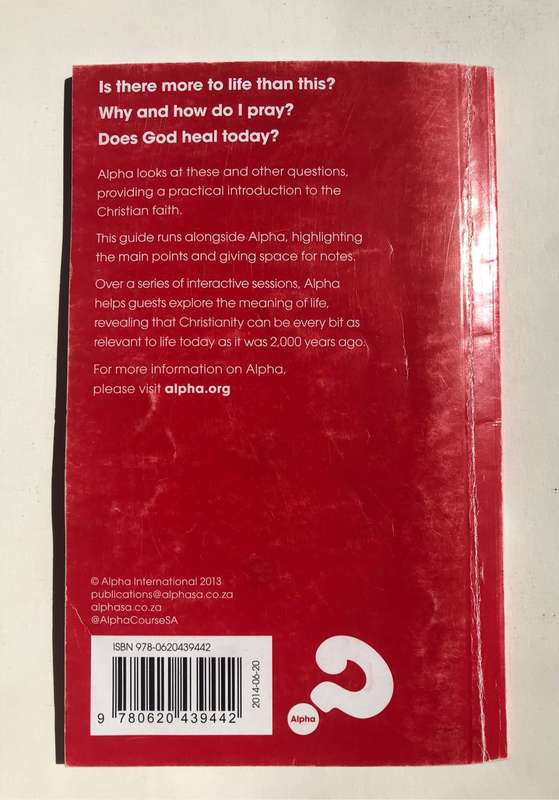 Is there more to life than this?
Why and how do I pray?
Does God heal today?
Alpha looks at these and other questions,
providing a practical introduction to the
Christian faith.
This guide runs alongside Alpha, highlighting
the main points and giving space for notes.
Over a series of interactive sessions, Alpha
helps guests explore the meaning of life,
revealing that Christianity can be every bit as
relevant to life today as it was 2,000 years ago.
For more information on Alpha,
please visit alpha.org
© Alpha International 2013
publications@alphasa.co.za
alphasa.co.za
@AlphaCourseSA
ISBN 978-0620439442
9 780620 439442
2014-06-20
Alpha